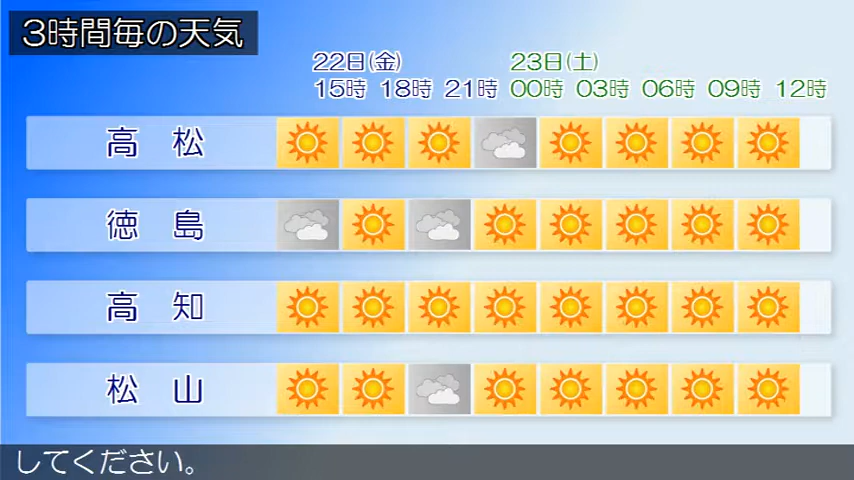 3時間毎の天気
22日(金) 23日(土)
15時 18時 21時 00時 03時 06時 09時 12時
高 松
徳 島
高 知
松 山
してください。